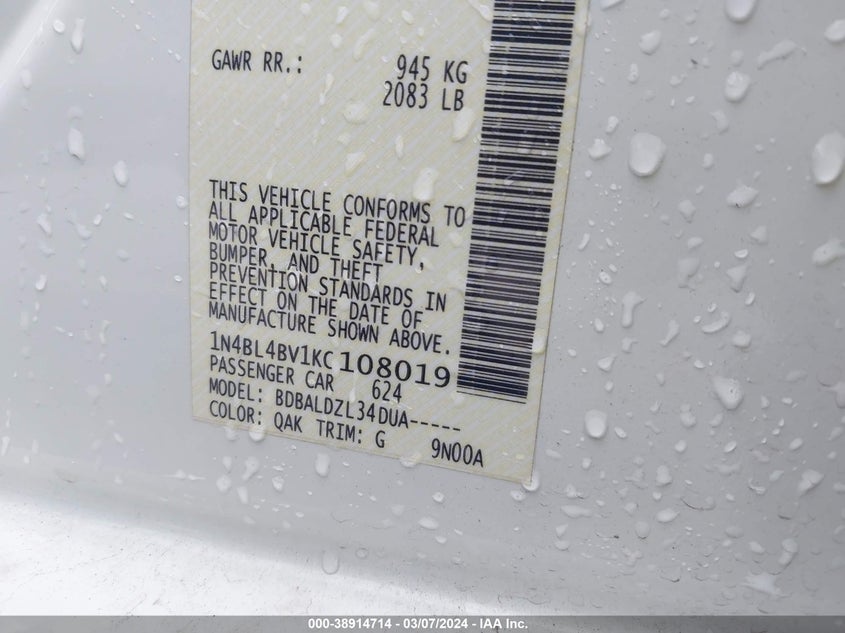 GAWR RR.: 945 KG
2083 LB
THIS VEHICLE CONFORMS TO
ALL APPLICABLE FEDERAL
MOTOR VEHICLE SAFETY,
BUMPER, AND THEFT
PREVENTION STANDARDS IN
EFFECT ON THE DATE OF
MANUFACTURE SHOWN ABOVE.
1N4BL4BV1KC108019
PASSENGER CAR 624
MODEL: BDBALDZL34DUA-----
COLOR: QAK TRIM: G 9N00A
000-38914714 - 03/07/2024 - IAA Inc.